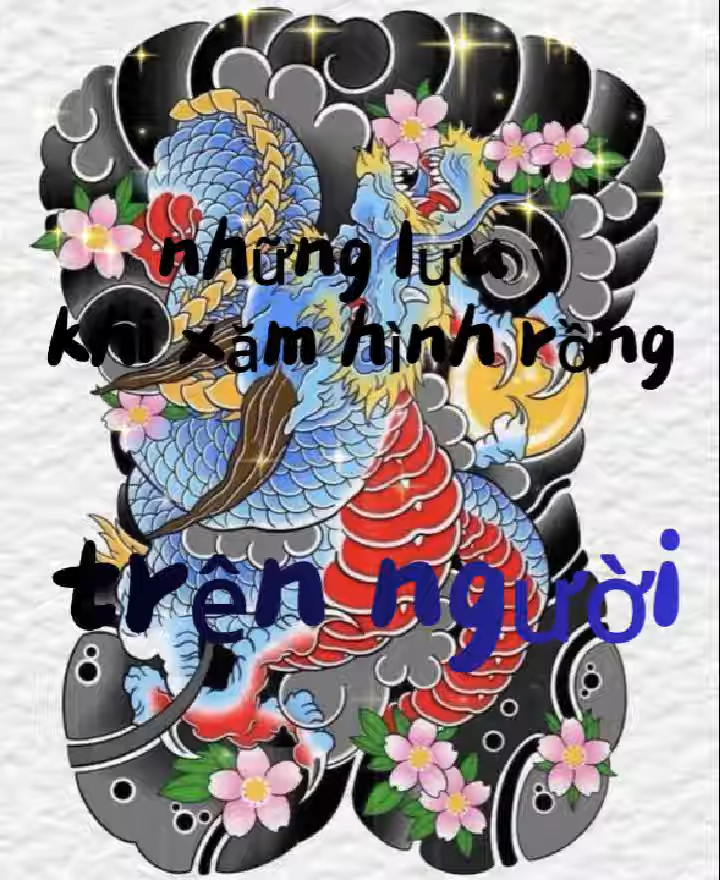 những lưu
khi xăm hình rồng
trên người